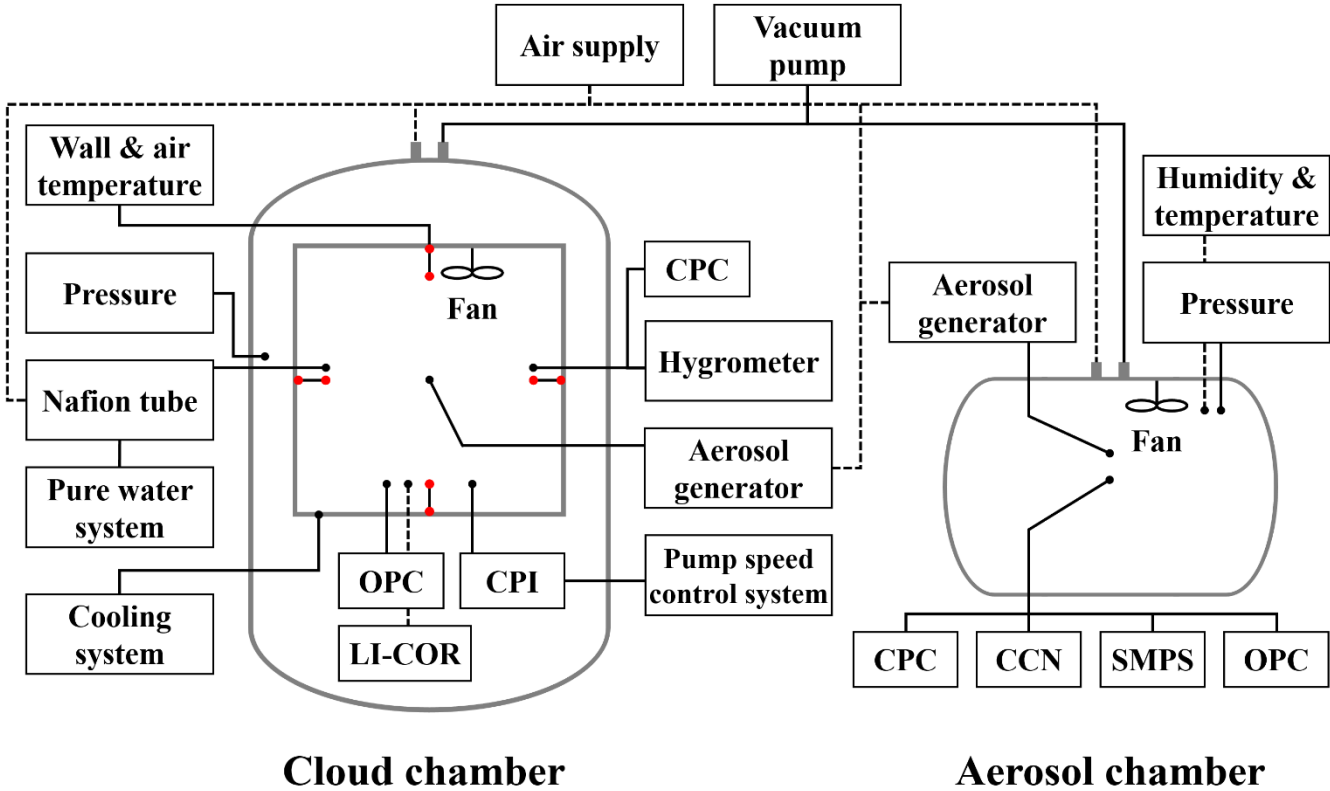 Air supply
Vacuum
pump
Wall & air
temperature
Humidity &
temperature
CPC
Pressure
Fan
Aerosol
generator
Pressure
Hygrometer
Nafion tube
Fan
Aerosol
generator
Pure water
system
OPC
CPI
Pump speed
control system
Cooling
system
LI-COR
CPC
CCN
SMPS
OPC
Cloud chamber
Aerosol chamber